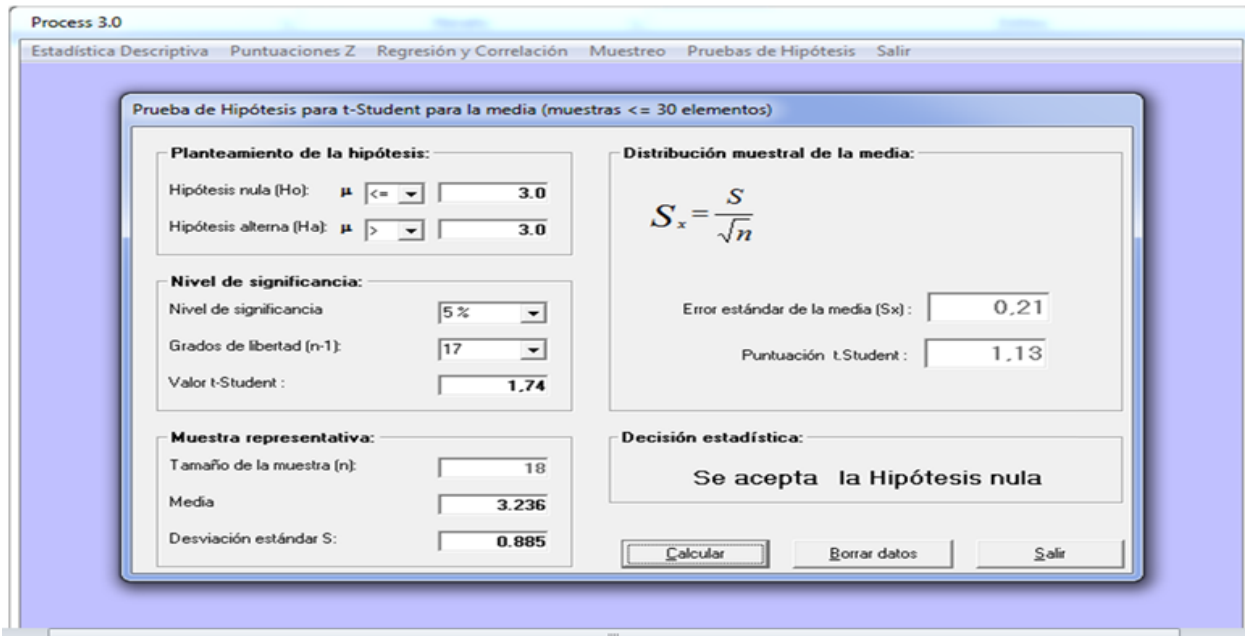 Process 3.0
Estadística Descriptiva Puntuaciones Z Regresión y Correlación Muestreo Pruebas de Hipótesis Salir
Prueba de Hipótesis para t-Student para la media (muestras <= 30 elementos)
Planteamiento de la hipótesis:
Hipótesis nula (Ho): μ <= 3.0
Hipótesis alterna (Ha): μ > 3.0
Nivel de significancia:
Nivel de significancia 5 %
Grados de libertad (n-1): 17
Valor t-Student : 1,74
Muestra representativa:
Tamaño de la muestra (n): 18
Media 3.236
Desviación estándar S: 0.885
Distribución muestral de la media:
Sx = S / √n
Error estándar de la media (Sx) : 0,21
Puntuación t.Student : 1,13
Decisión estadística:
Se acepta la Hipótesis nula
Calcular Borrar datos Salir